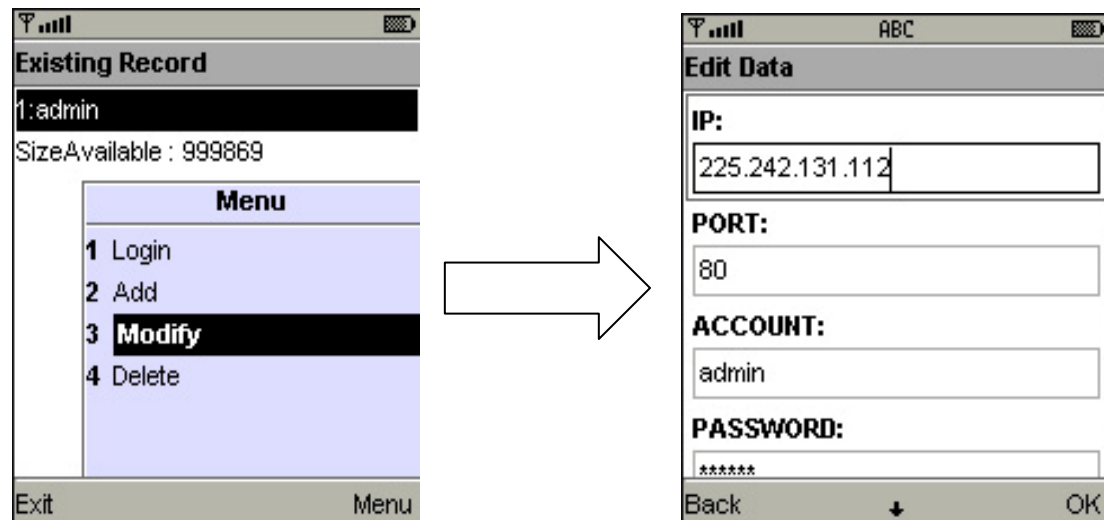 Existing Record
1:admin
SizeAvailable : 999869
Menu
1 Login
2 Add
3 Modify
4 Delete
Exit Menu
ABC
Edit Data
IP:
225.242.131.112
PORT:
80
ACCOUNT:
admin
PASSWORD:
******
Back OK